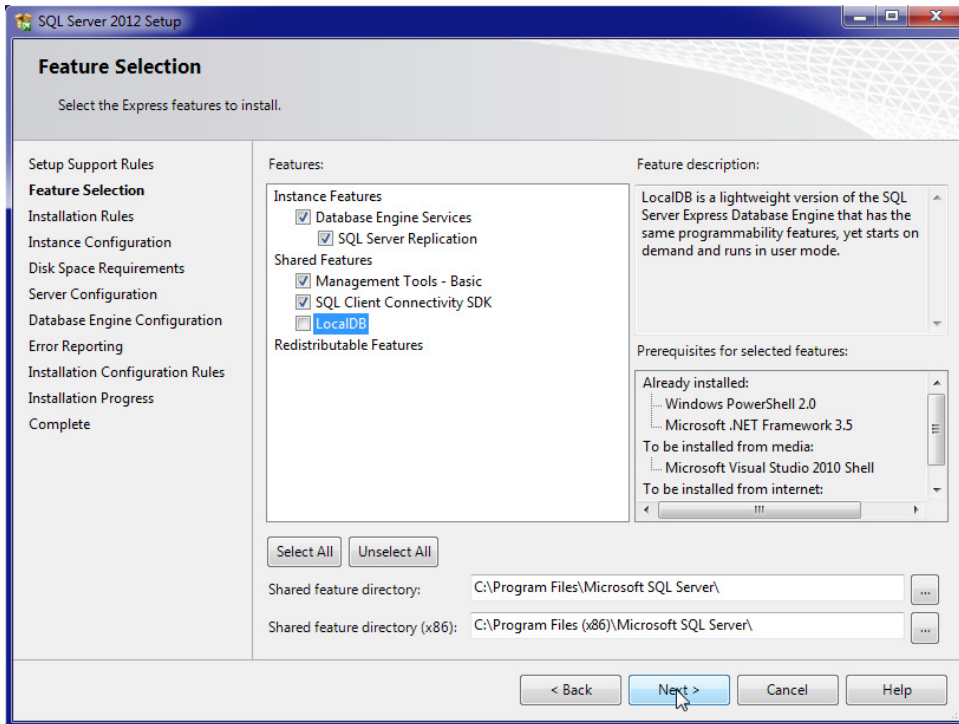 SQL Server 2012 Setup
Feature Selection
Select the Express features to install.
Setup Support Rules
Feature Selection
Installation Rules
Instance Configuration
Disk Space Requirements
Server Configuration
Database Engine Configuration
Error Reporting
Installation Configuration Rules
Installation Progress
Complete
Features:
Instance Features
Database Engine Services
SQL Server Replication
Shared Features
Management Tools - Basic
SQL Client Connectivity SDK
LocalDB
Redistributable Features
Feature description:
LocalDB is a lightweight version of the SQL
Server Express Database Engine that has the
same programmability features, yet starts on
demand and runs in user mode.
Prerequisites for selected features:
Already installed:
Windows PowerShell 2.0
Microsoft .NET Framework 3.5
To be installed from media:
Microsoft Visual Studio 2010 Shell
To be installed from internet:
Select All
Unselect All
Shared feature directory:
C:\Program Files\Microsoft SQL Server\
...
Shared feature directory (x86):
C:\Program Files (x86)\Microsoft SQL Server\
...
< Back
Next >
Cancel
Help